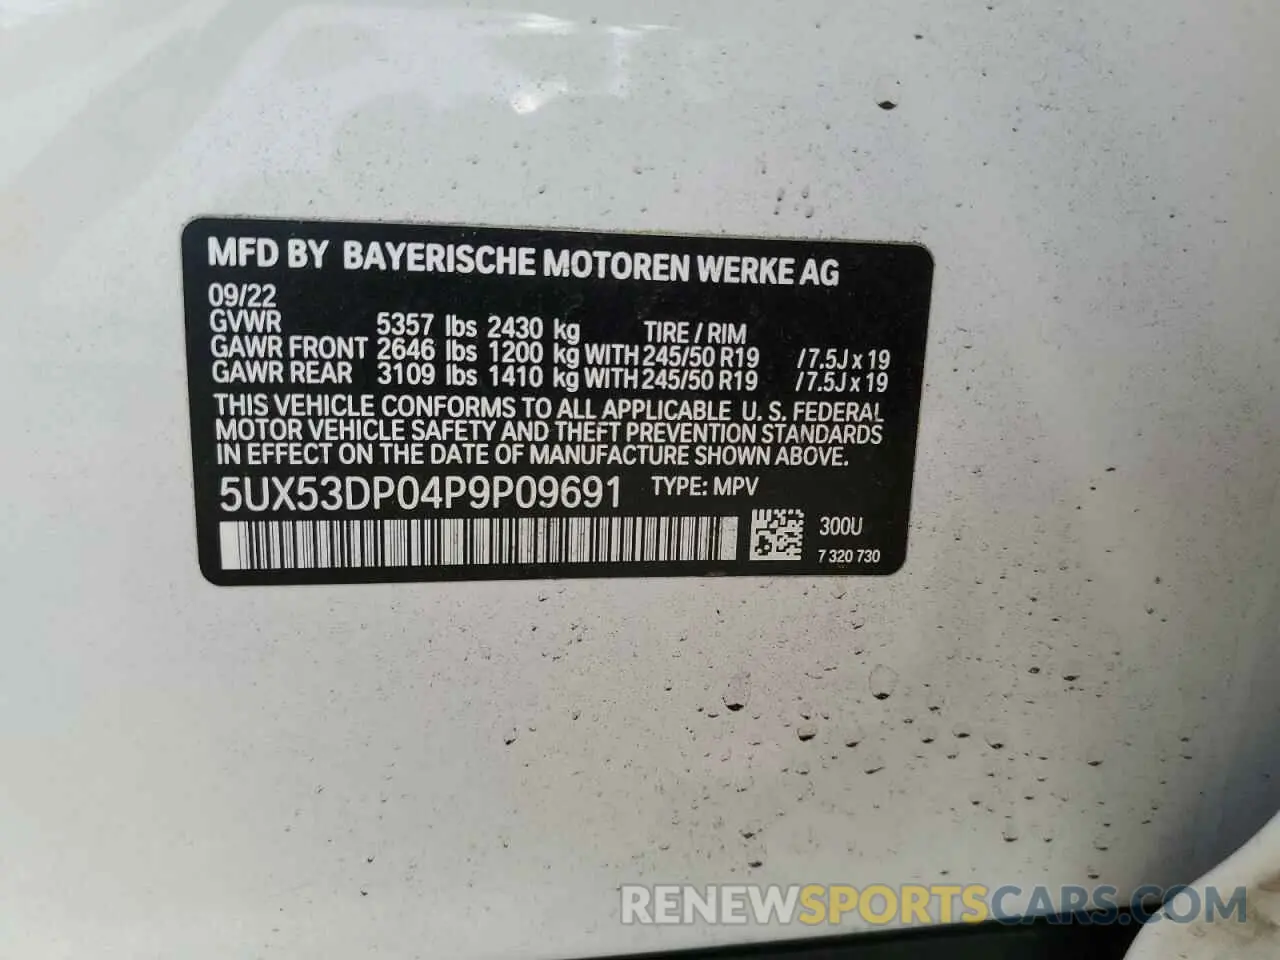 MFD BY BAYERISCHE MOTOREN WERKE AG
09/22
GVWR 5357 lbs 2430 kg TIRE / RIM
GAWR FRONT 2646 lbs 1200 kg WITH 245/50 R19 / 7.5J x 19
GAWR REAR 3109 lbs 1410 kg WITH 245/50 R19 / 7.5J x 19
THIS VEHICLE CONFORMS TO ALL APPLICABLE U. S. FEDERAL
MOTOR VEHICLE SAFETY AND THEFT PREVENTION STANDARDS
IN EFFECT ON THE DATE OF MANUFACTURE SHOWN ABOVE.
5UX53DP04P9P09691 TYPE: MPV
300U
7 320 730
RENEWSPORTSCARS.COM